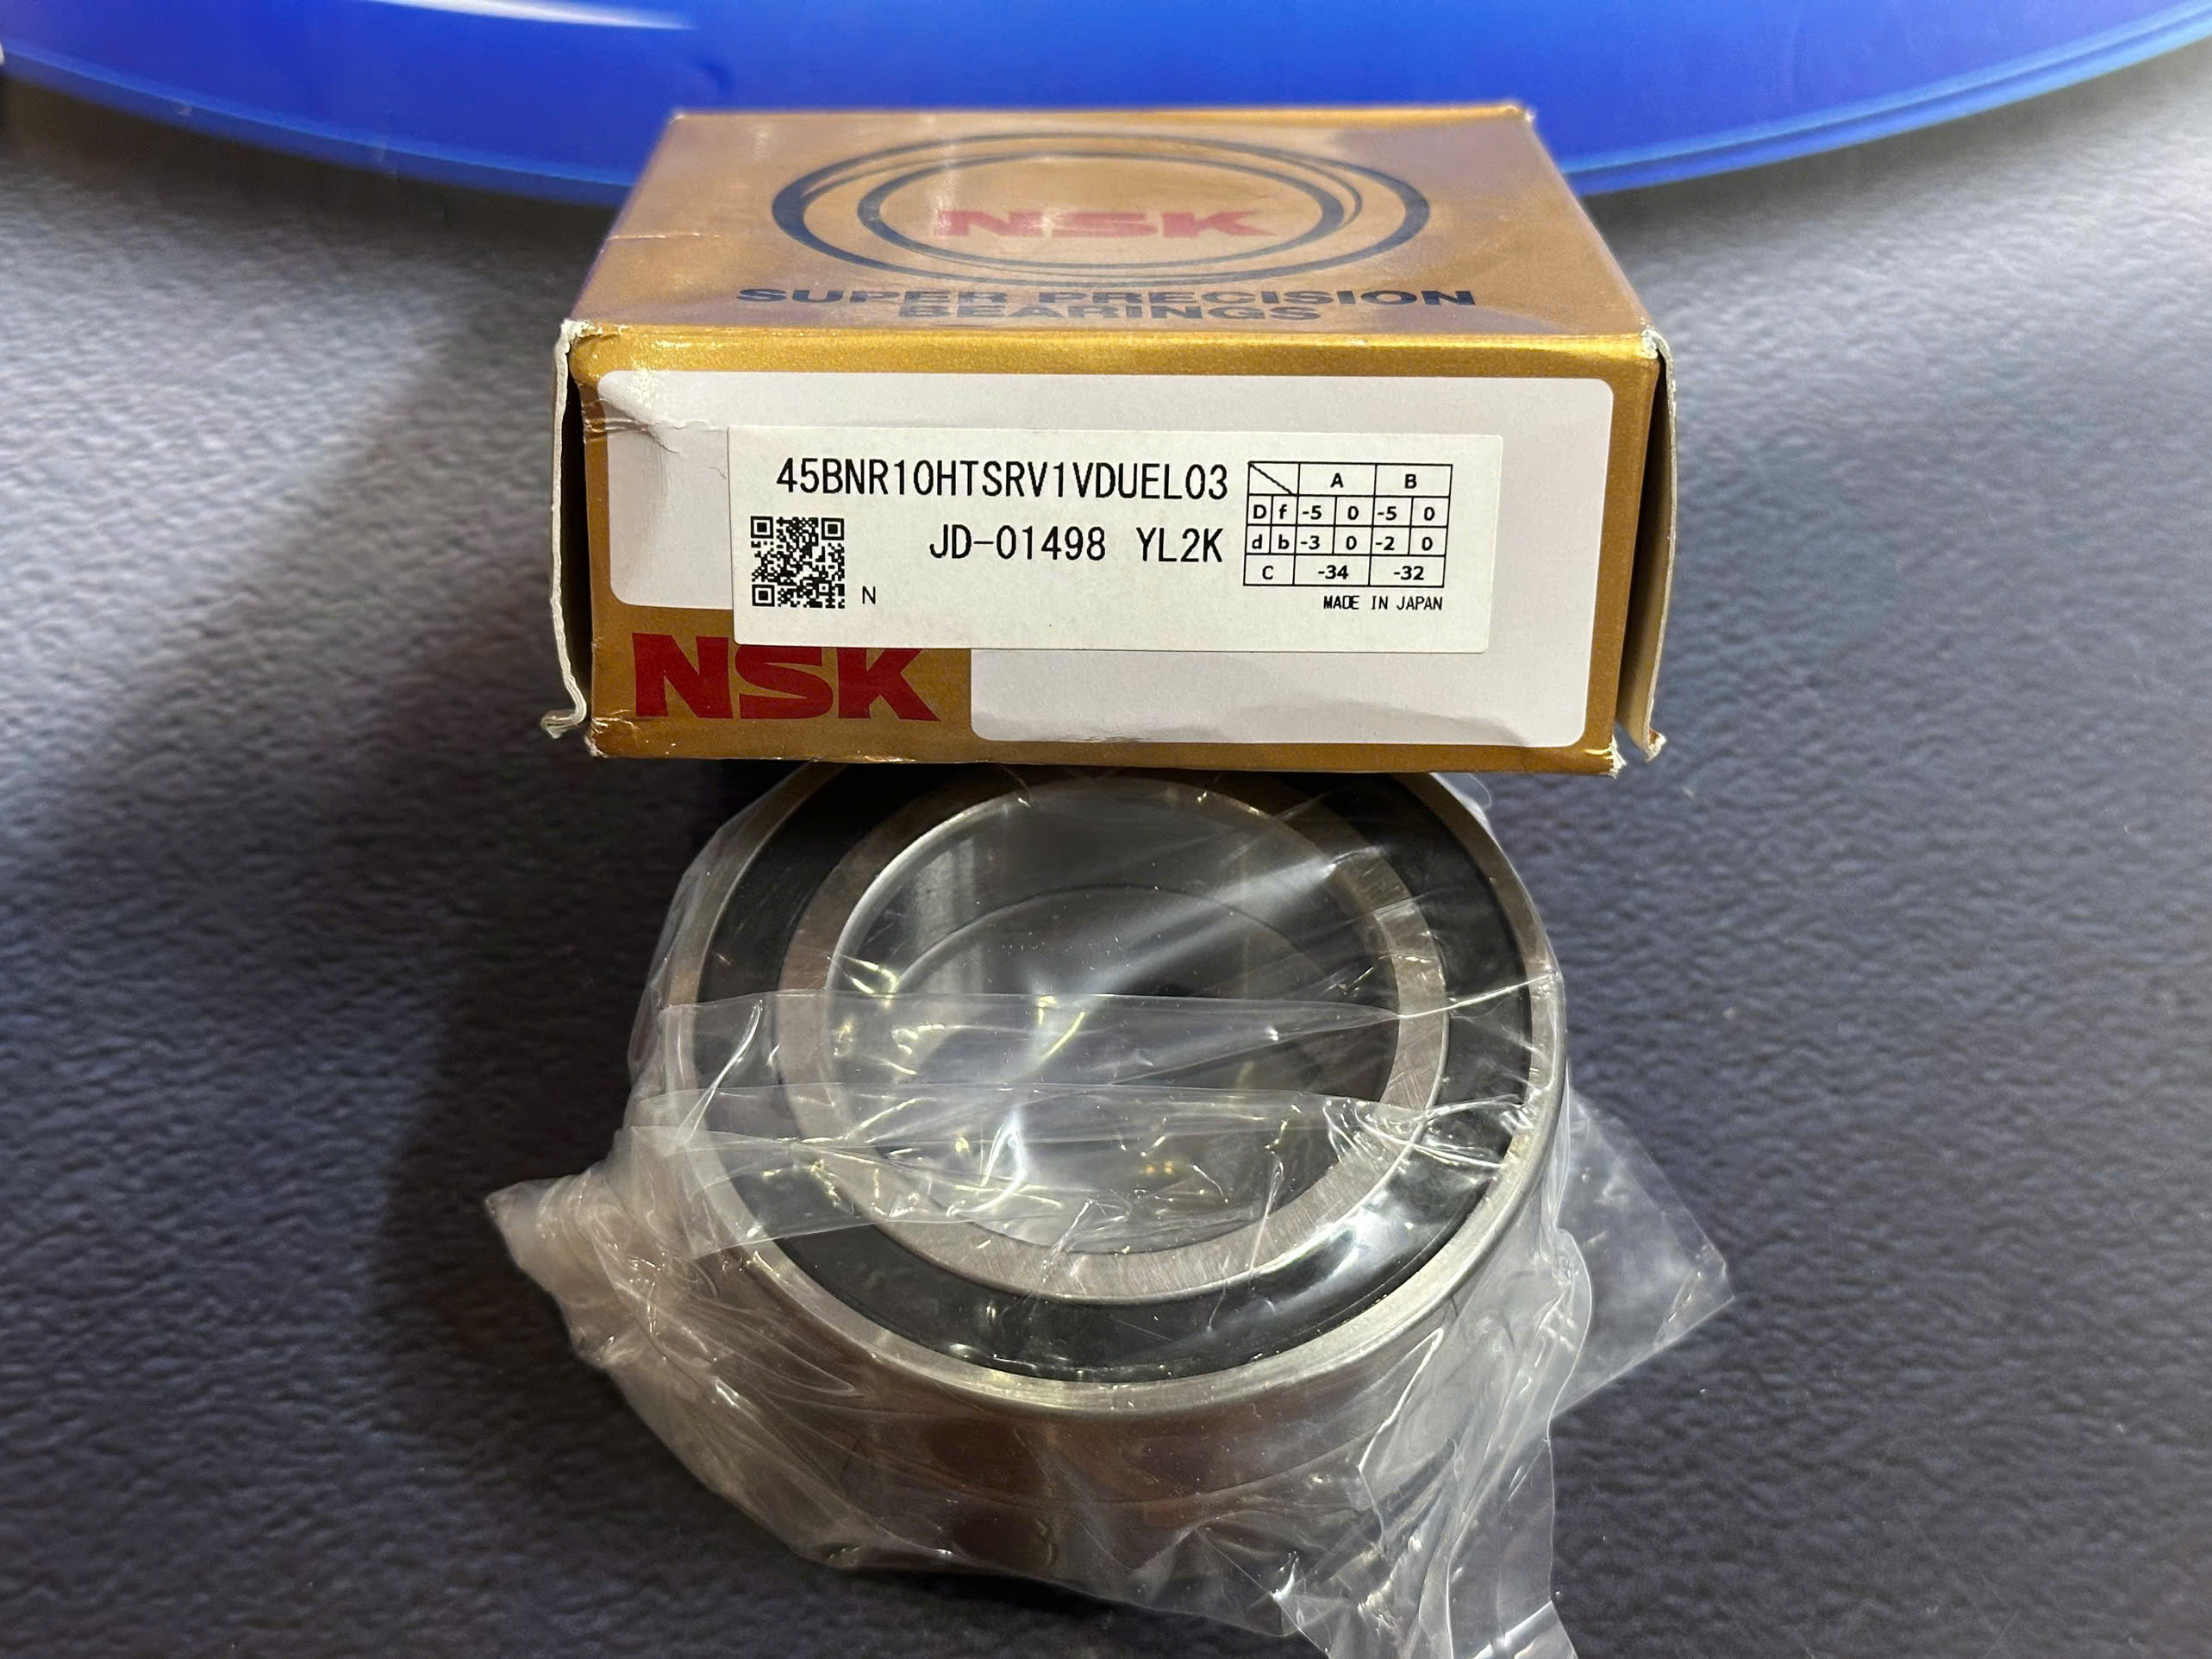 NSK
SUPER PRECISION
BEARINGS
45BNR10HTSRV1VDUELO3
JD-01498 YL2K
N
A B
D f -5 0 -5 0
d b -3 0 -2 0
C -34 -32
MADE IN JAPAN
NSK